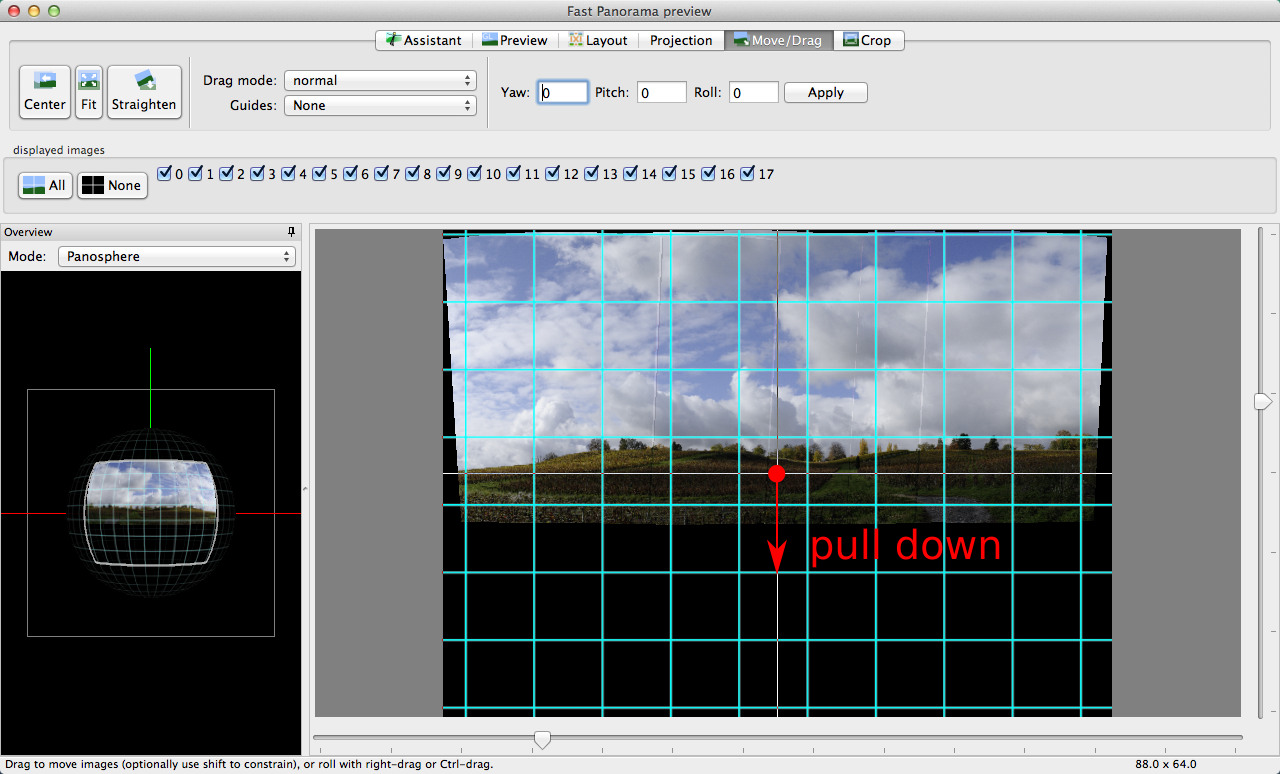 Fast Panorama preview
Assistant Preview Layout Projection Move/Drag Crop
Center Fit Straighten
Drag mode: normal
Guides: None
Yaw: 0 Pitch: 0 Roll: 0 Apply
displayed images
All None 0 1 2 3 4 5 6 7 8 9 10 11 12 13 14 15 16 17
Overview
Mode: Panosphere
pull down
Drag to move images (optionally use shift to constrain), or roll with right-drag or Ctrl-drag. 88.0 x 64.0